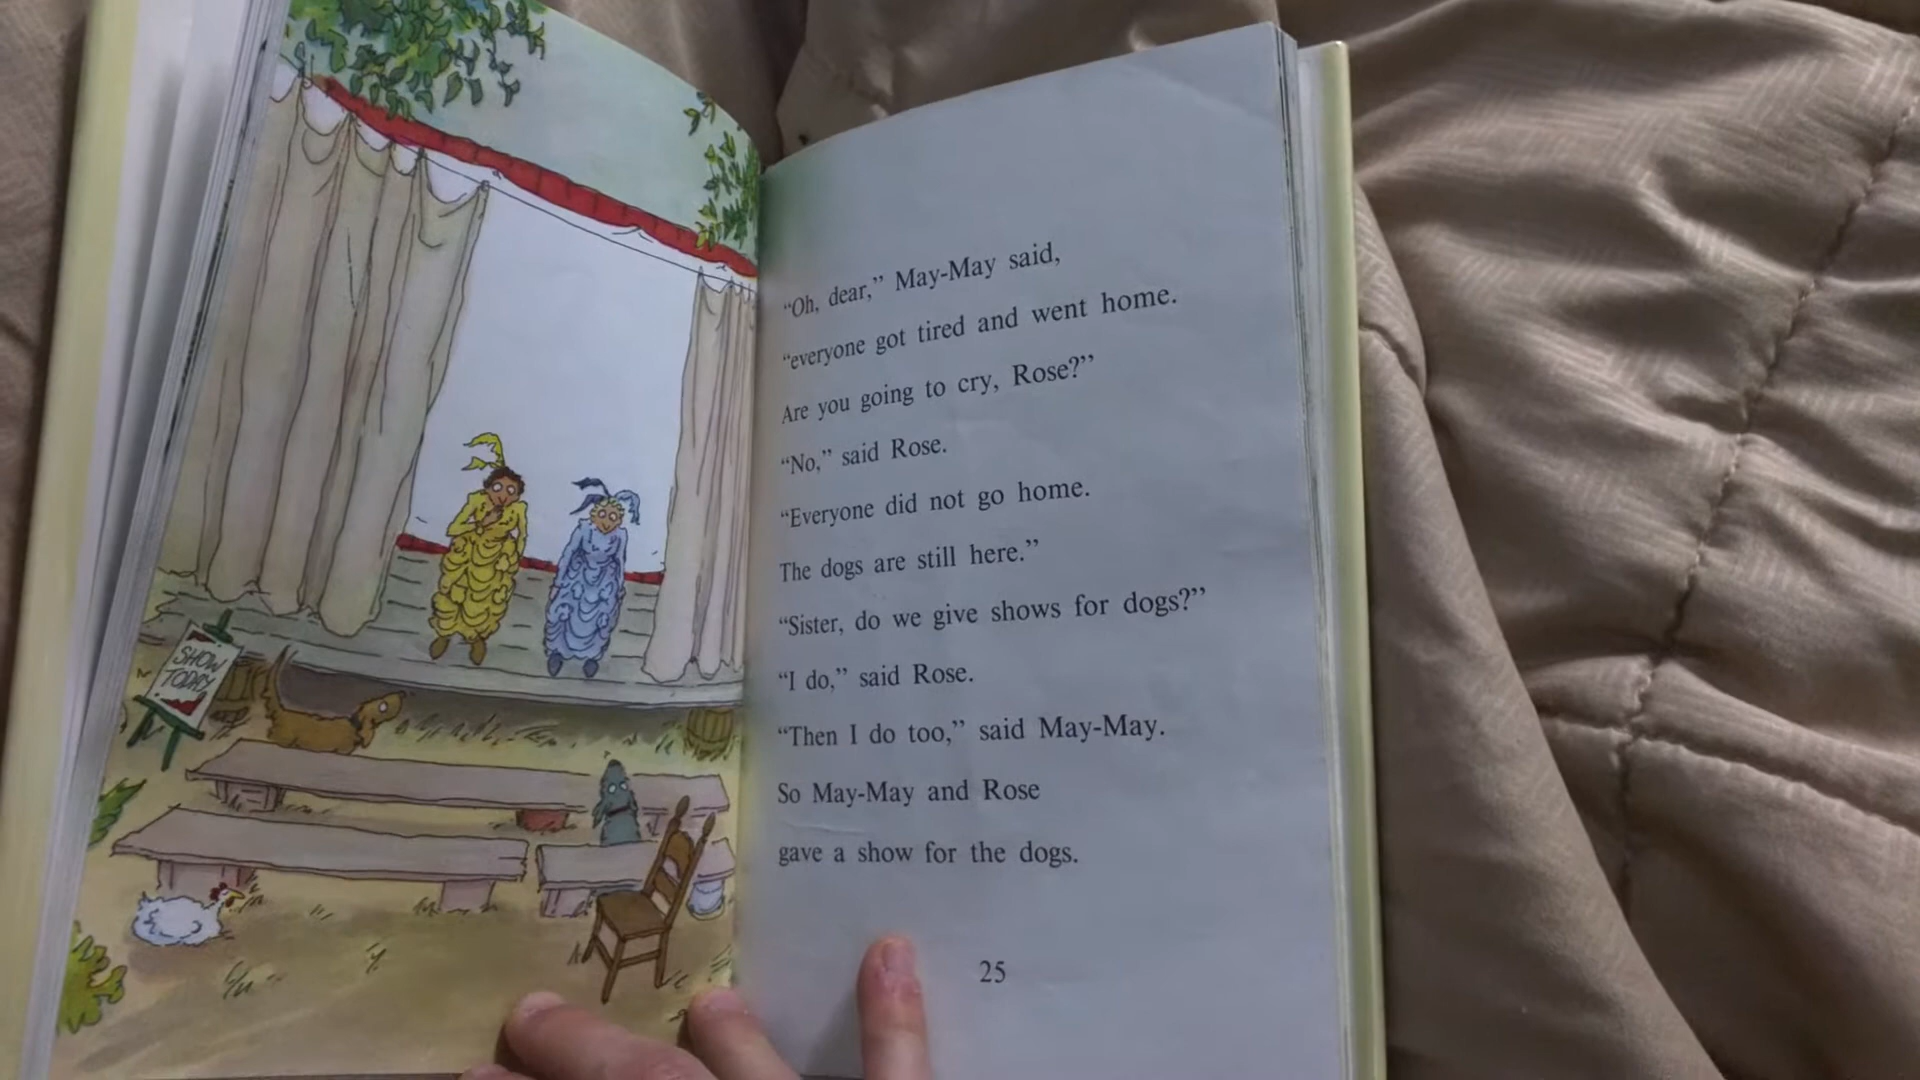 SHOW
TODAY
“Oh, dear,” May-May said,
“everyone got tired and went home.
Are you going to cry, Rose?”
“No,” said Rose.
“Everyone did not go home.
The dogs are still here.”
“Sister, do we give shows for dogs?”
“I do,” said Rose.
“Then I do too,” said May-May.
So May-May and Rose
gave a show for the dogs.
25